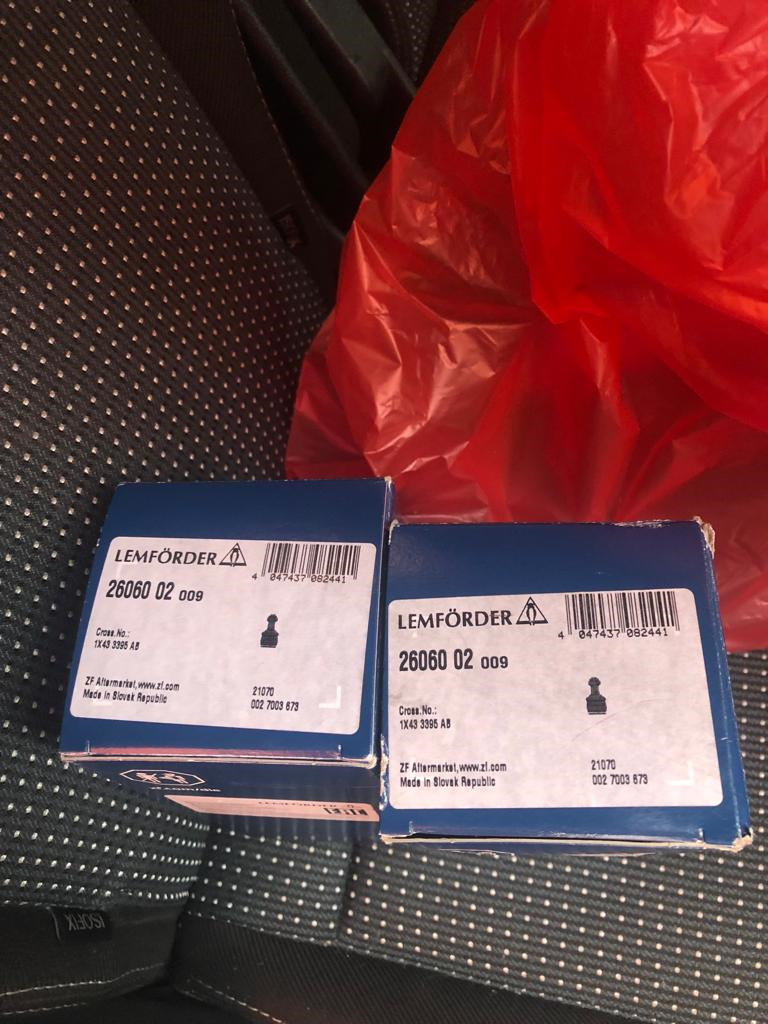 LEMFÖRDER
4 047437 082441
26060 02 009
Cross.No.:
1X43 3395 AB
ZF Aftermarket,www.zf.com
Made in Slovak Republic
21070
002 7003 673
LEMFÖRDER
4 047437 082441
26060 02 009
Cross.No.:
1X43 3395 AB
ZF Aftermarket,www.zf.com
Made in Slovak Republic
21070
002 7003 673
LEMFÖRDER
ISOFIX